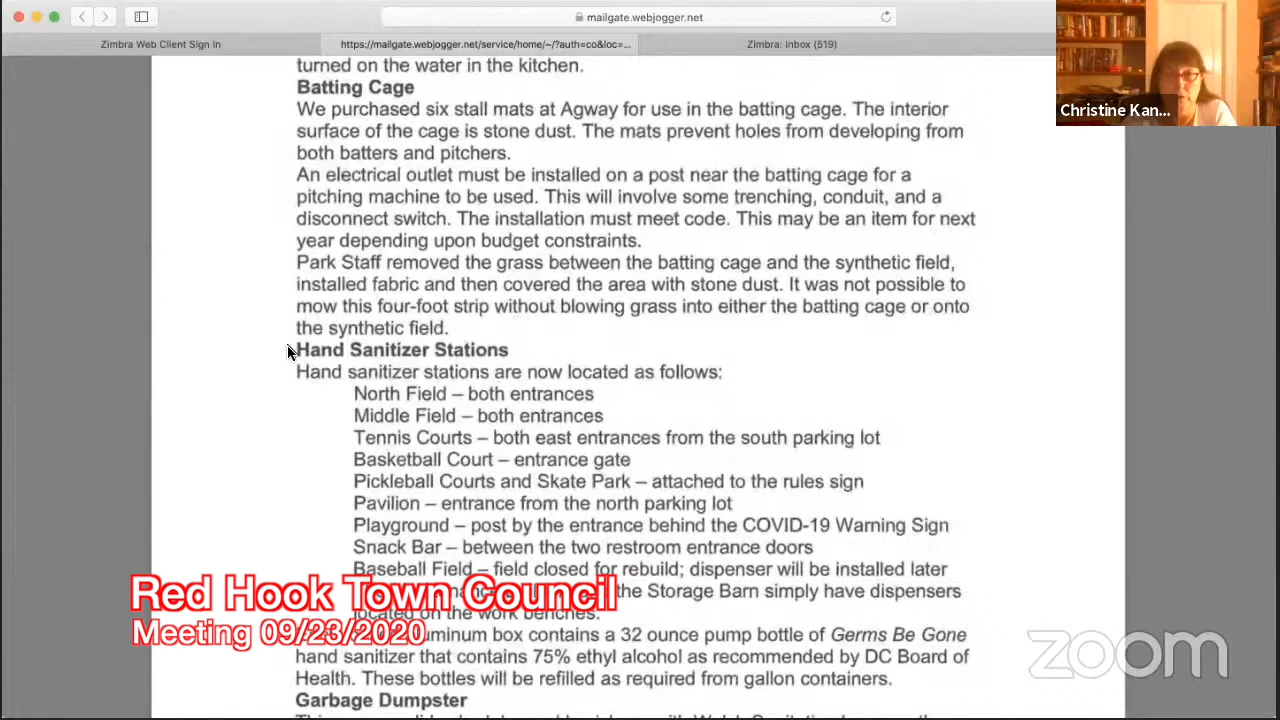 mailgate.webjogger.net
Zimbra Web Client Sign In
https://mailgate.webjogger.net/service/home/~/?auth=co&loc=...
Zimbra: Inbox (519)
Christine Kan...
turned on the water in the kitchen.
Batting Cage
We purchased six stall mats at Agway for use in the batting cage. The interior
surface of the cage is stone dust. The mats prevent holes from developing from
both batters and pitchers.
An electrical outlet must be installed on a post near the batting cage for a
pitching machine to be used. This will involve some trenching, conduit, and a
disconnect switch. The installation must meet code. This may be an item for next
year depending upon budget constraints.
Park Staff removed the grass between the batting cage and the synthetic field,
installed fabric and then covered the area with stone dust. It was not possible to
mow this four-foot strip without blowing grass into either the batting cage or onto
the synthetic field.
Hand Sanitizer Stations
Hand sanitizer stations are now located as follows:
North Field – both entrances
Middle Field – both entrances
Tennis Courts – both east entrances from the south parking lot
Basketball Court – entrance gate
Pickleball Courts and Skate Park – attached to the rules sign
Pavilion – entrance from the north parking lot
Playground – post by the entrance behind the COVID-19 Warning Sign
Snack Bar – between the two restroom entrance doors
Baseball Field – field closed for rebuild; dispenser will be installed later
the Storage Barn simply have dispensers
located on the work benches.
box contains a 32 ounce pump bottle of Germs Be Gone
hand sanitizer that contains 75% ethyl alcohol as recommended by DC Board of
Health. These bottles will be refilled as required from gallon containers.
Garbage Dumpster
Red Hook Town Council
Meeting 09/23/2020
zoom